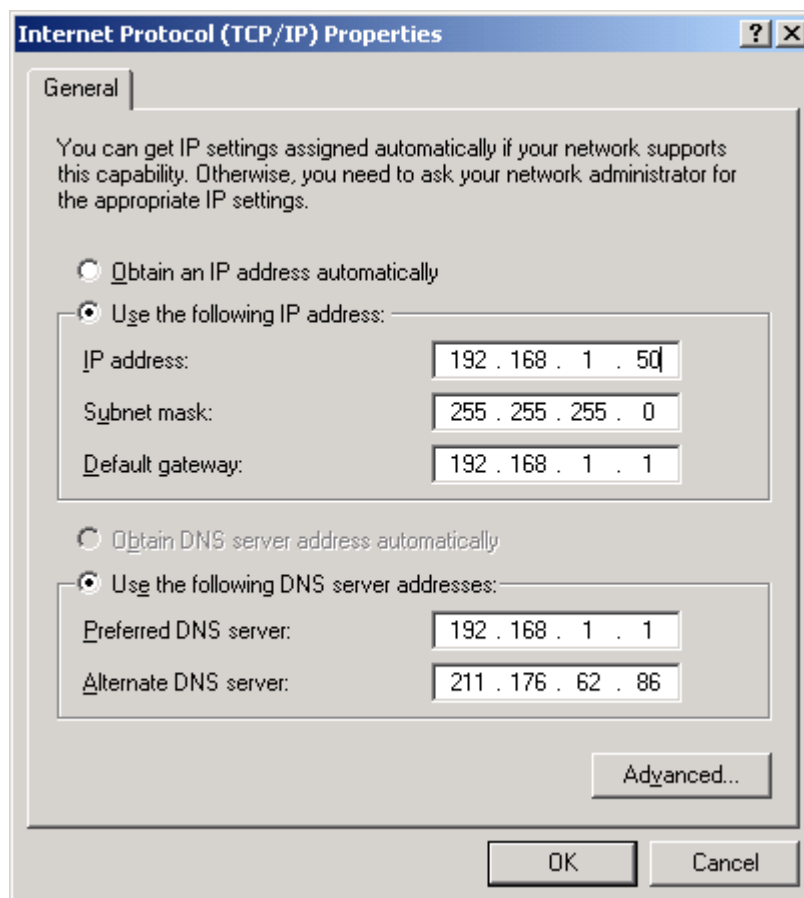 Internet Protocol (TCP/IP) Properties
General
You can get IP settings assigned automatically if your network supports
this capability. Otherwise, you need to ask your network administrator for
the appropriate IP settings.
Obtain an IP address automatically
Use the following IP address:
IP address: 192 . 168 . 1 . 50
Subnet mask: 255 . 255 . 255 . 0
Default gateway: 192 . 168 . 1 . 1
Obtain DNS server address automatically
Use the following DNS server addresses:
Preferred DNS server: 192 . 168 . 1 . 1
Alternate DNS server: 211 . 176 . 62 . 86
Advanced...
OK Cancel